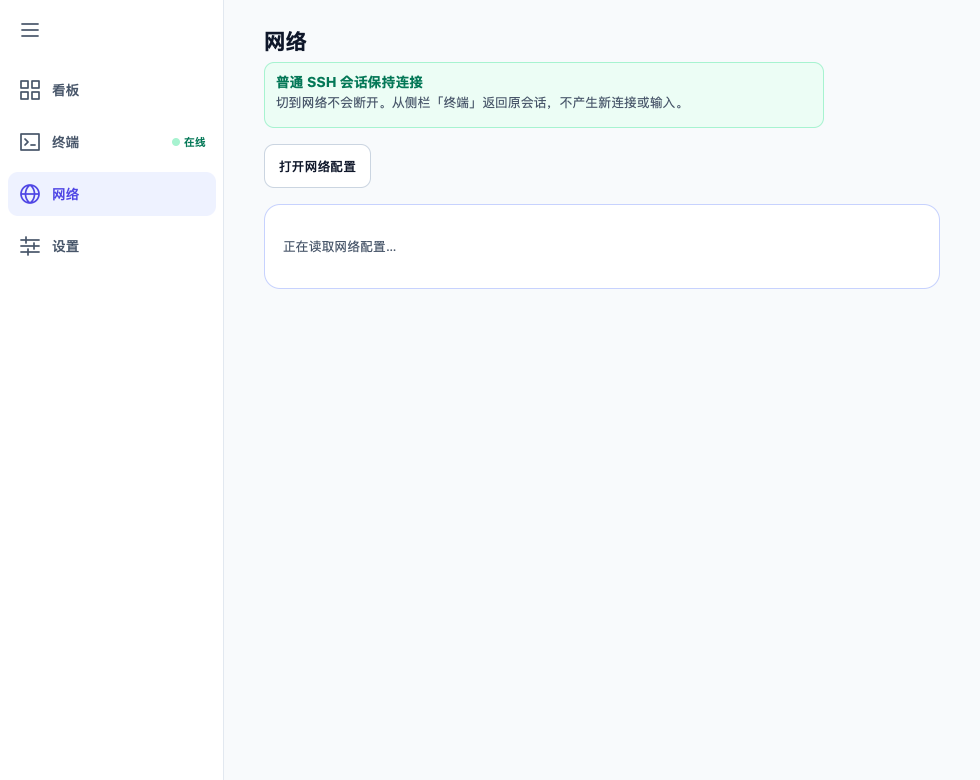 看板
终端
在线
网络
设置
网络
普通 SSH 会话保持连接
切到网络不会断开。从侧栏「终端」返回原会话，不产生新连接或输入。
打开网络配置
正在读取网络配置...